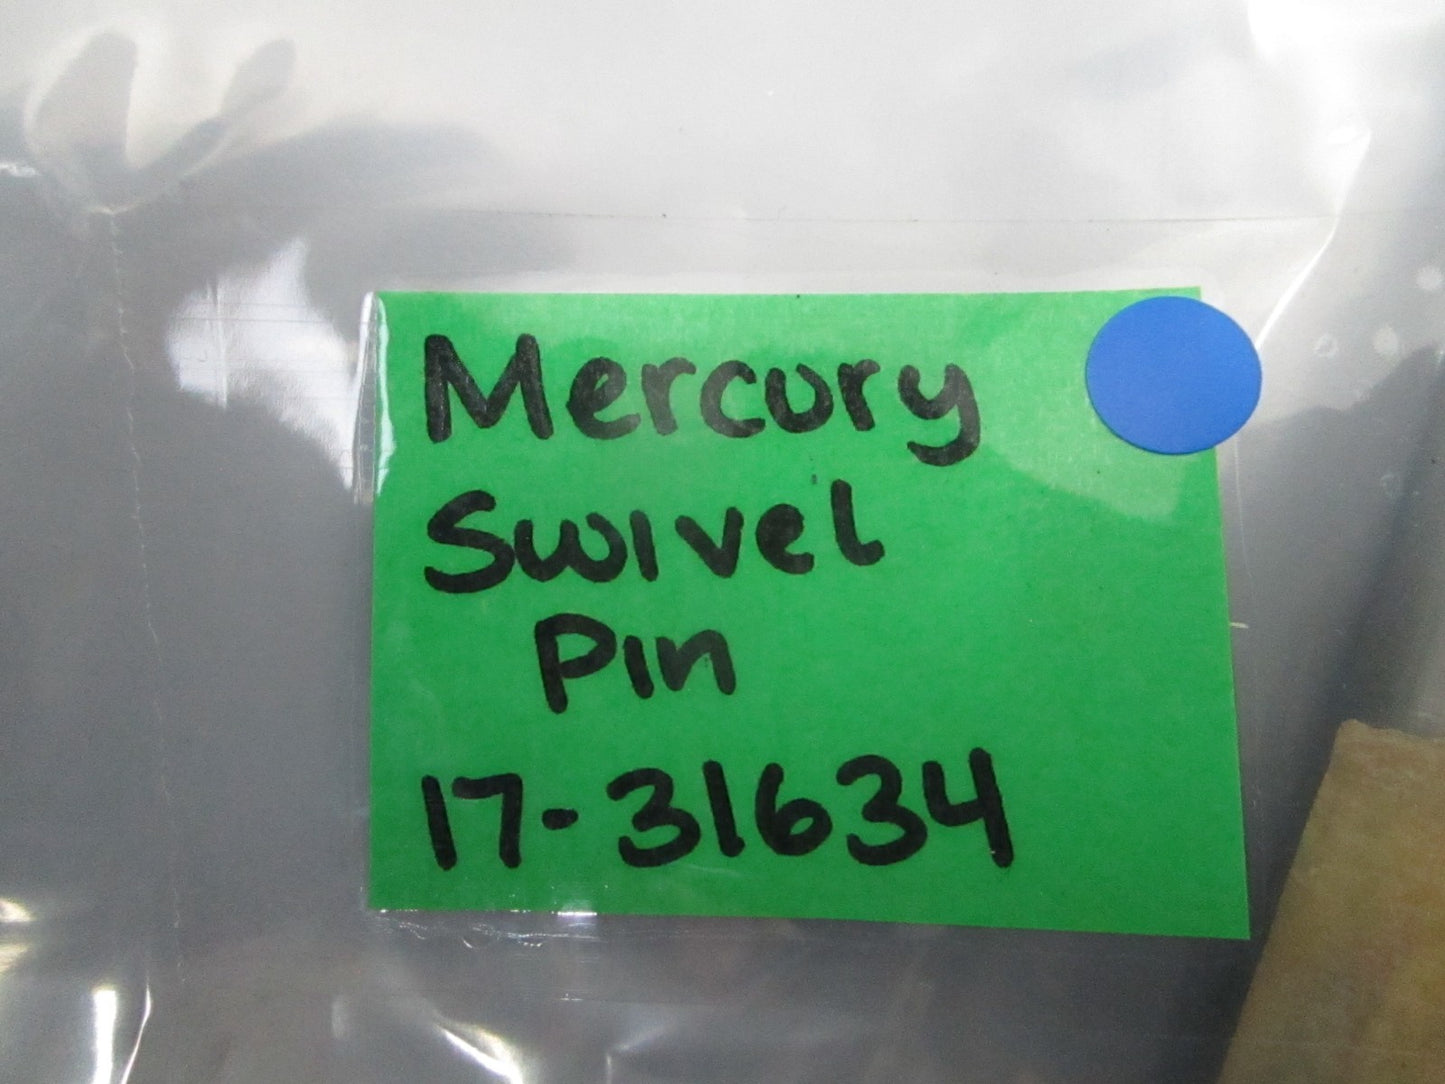 Mercury
Swivel
Pin
17-31634